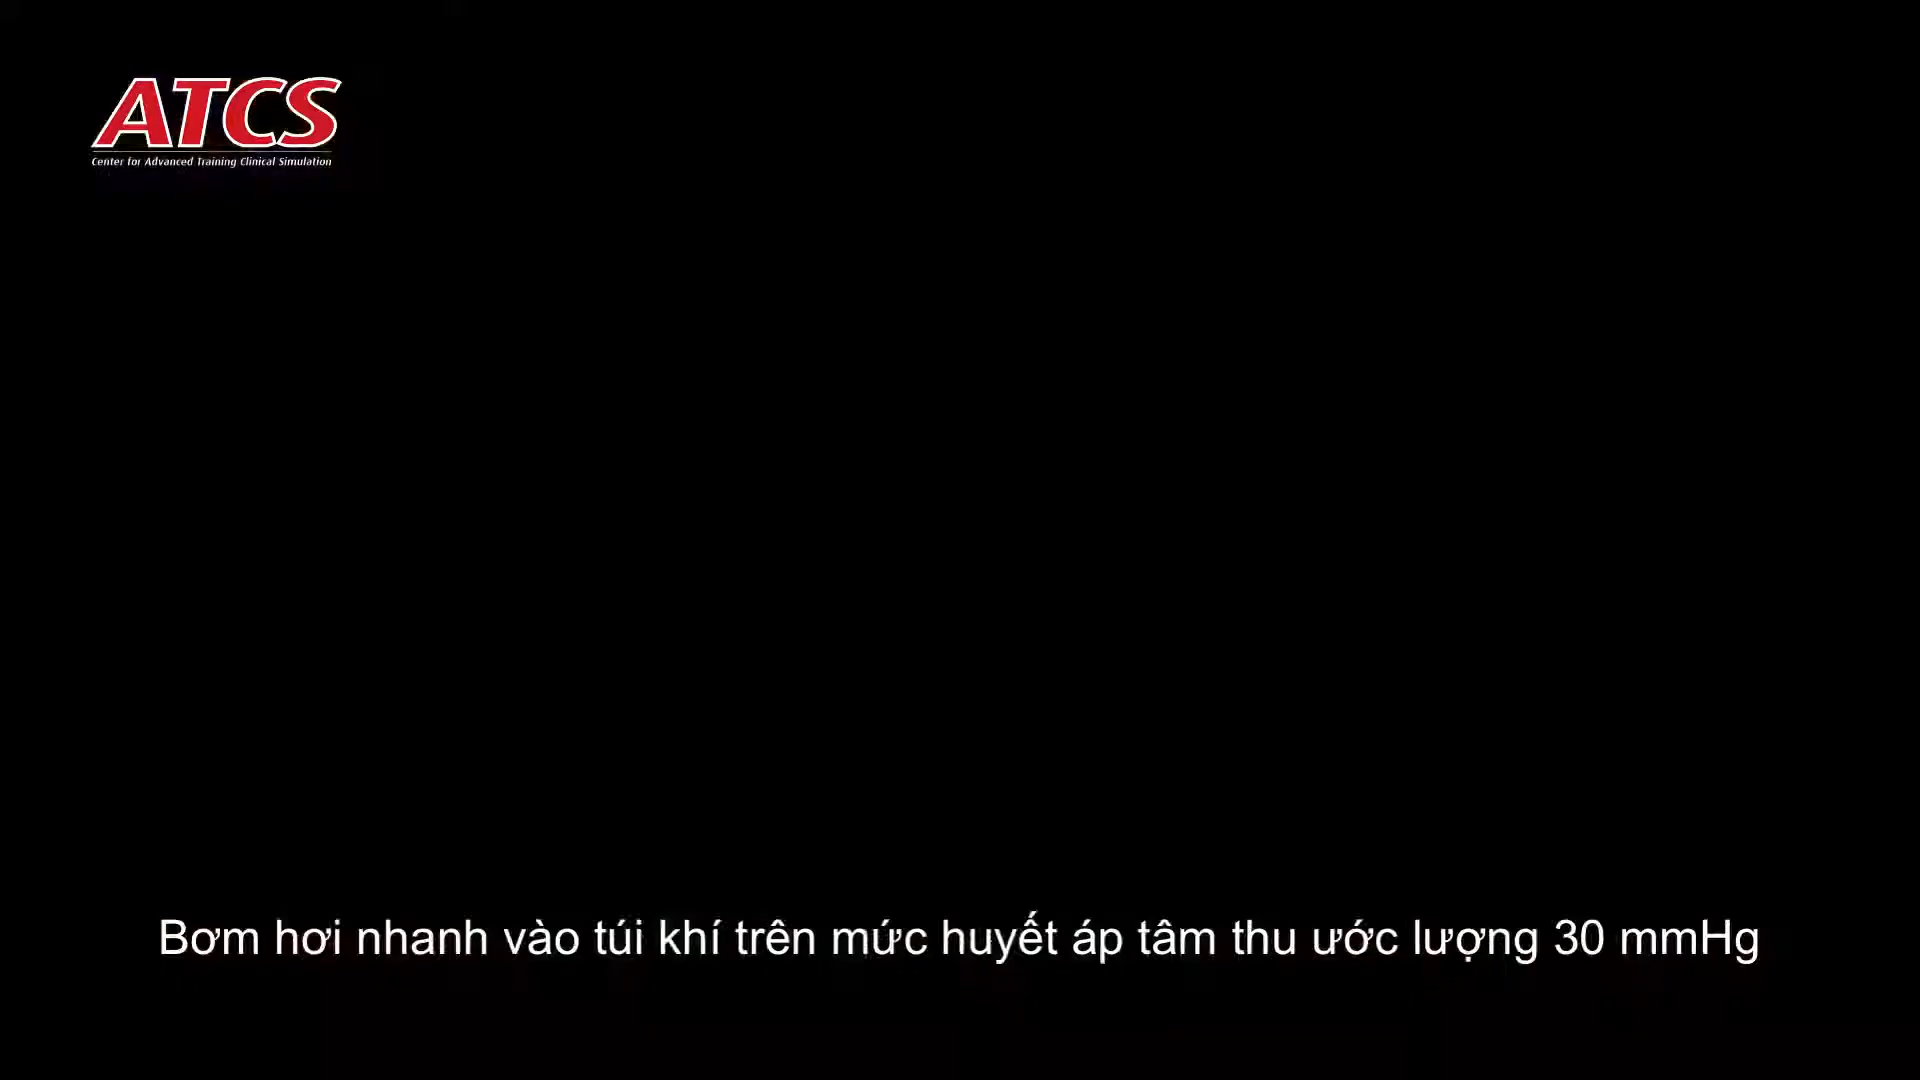 ATCS
Center for Advanced Training Clinical Simulation
Bơm hơi nhanh vào túi khí trên mức huyết áp tâm thu ước lượng 30 mmHg